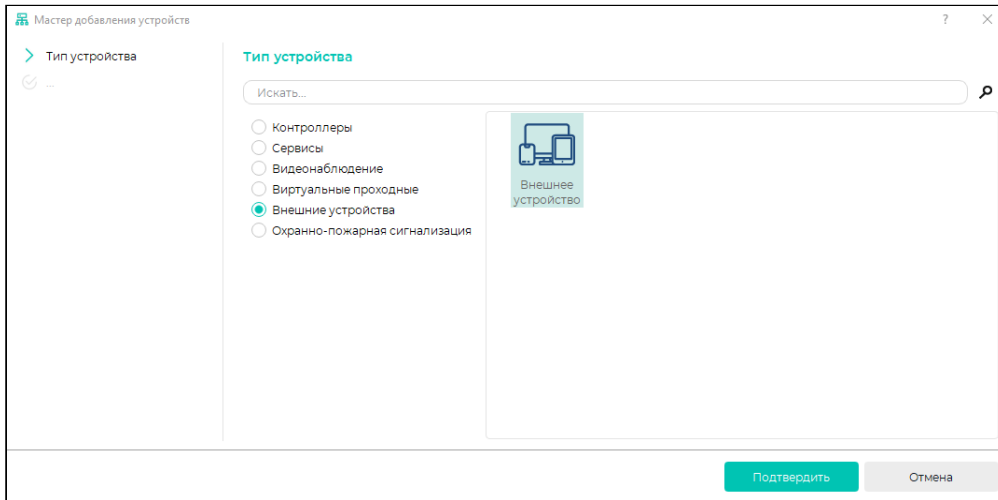 Мастер добавления устройств
?
Тип устройства
...
Тип устройства
Искать...
Контроллеры
Сервисы
Видеонаблюдение
Виртуальные проходные
Внешние устройства
Охранно-пожарная сигнализация
Внешнее
устройство
Подтвердить
Отмена